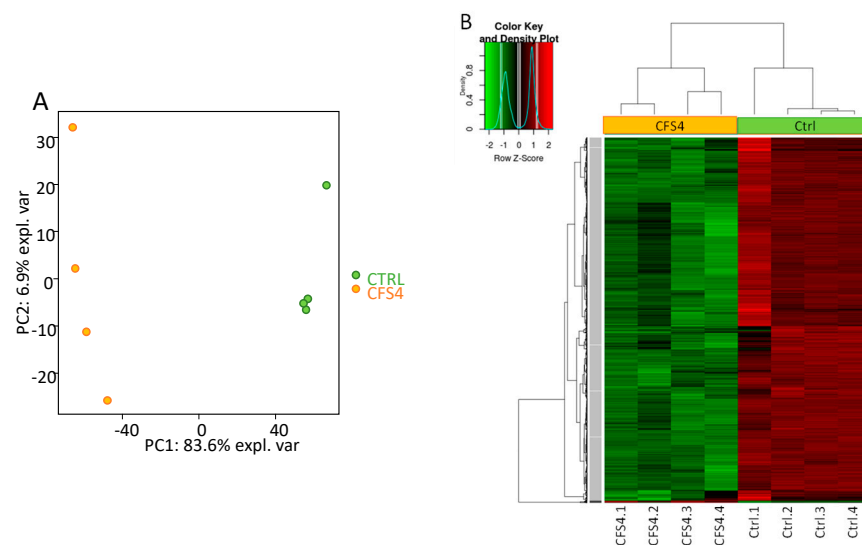 A
PC2: 6.9% expl. var
30
20
10
0
-10
-20
-40
0
40
PC1: 83.6% expl. var
CTRL
CFS4
B
Color Key
and Density Plot
Density
0 0.4 0.8
-2 -1 0 1 2
Row Z-Score
CFS4
Ctrl
CFS4.1
CFS4.2
CFS4.3
CFS4.4
Ctrl.1
Ctrl.2
Ctrl.3
Ctrl.4